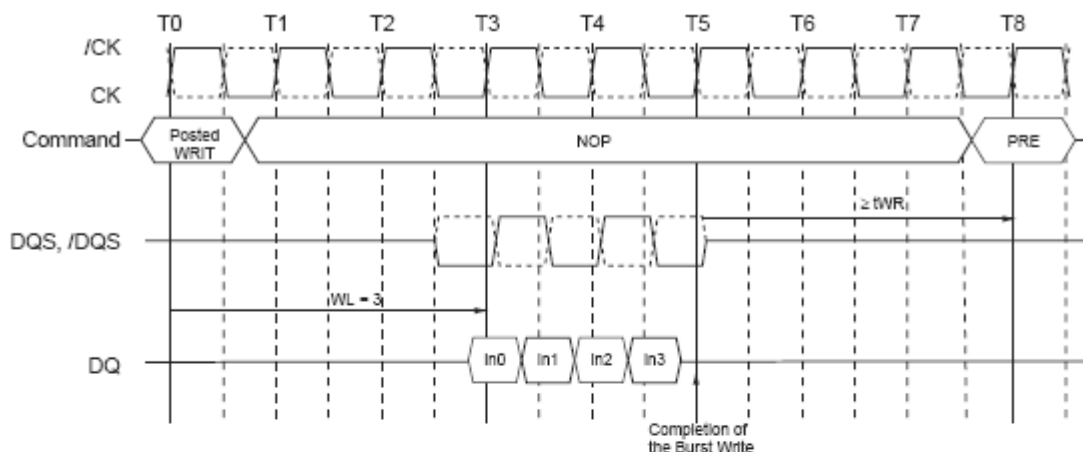 T0 T1 T2 T3 T4 T5 T6 T7 T8
/CK
CK
Command
Posted
WRIT
NOP
PRE
≥ tWR
DQS, /DQS
WL = 3
DQ
In0 In1 In2 In3
Completion of
the Burst Write